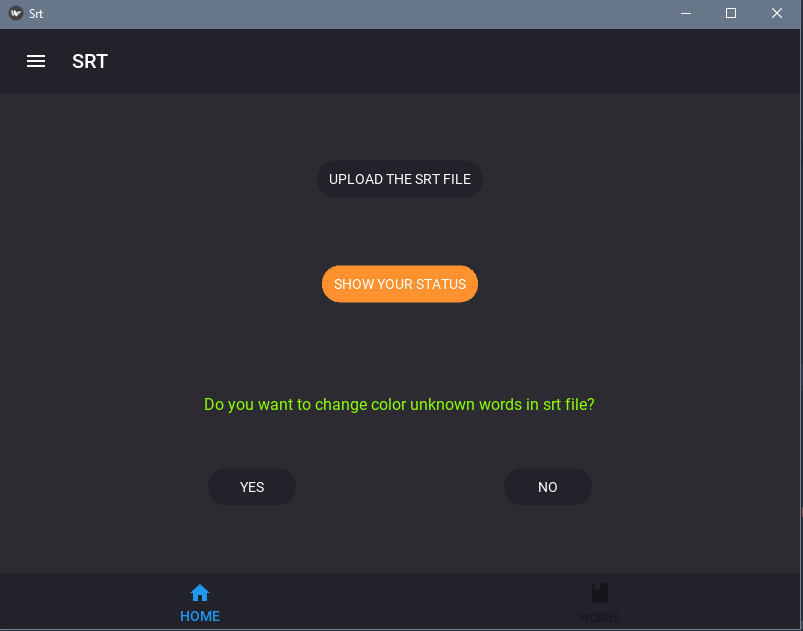 Srt
SRT
UPLOAD THE SRT FILE
SHOW YOUR STATUS
Do you want to change color unknown words in srt file?
YES
NO
HOME
WORDS